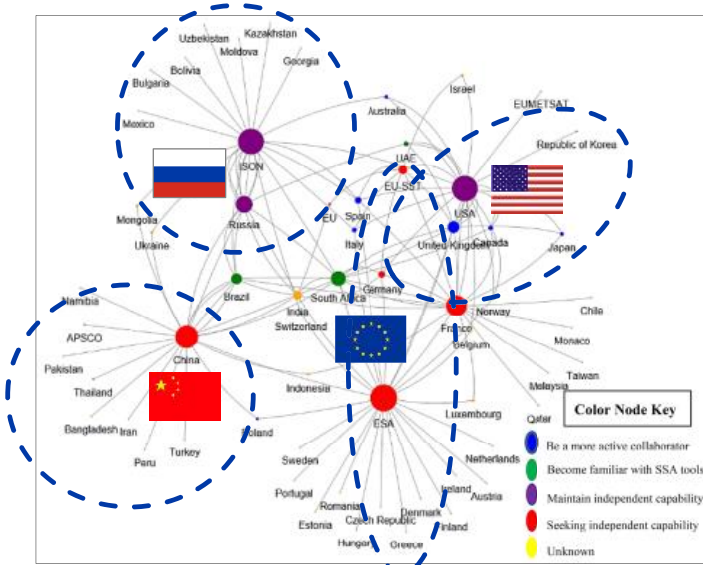 Uzbekistan
Kazakhstan
Moldova
Georgia
Bolivia
Bulgaria
Mexico
ISON
Israel
EUMETSAT
Australia
Republic of Korea
UAE
EU-SST
USA
Russia
Spain
EU
Italy
United Kingdom
Canada
Japan
Mongolia
Ukraine
Germany
Brazil
South Africa
India
Switzerland
Namibia
France
Norway
Chile
APSCO
China
Belgium
Monaco
Pakistan
Taiwan
Thailand
Indonesia
Malaysia
Color Node Key
Luxembourg
Qatar
Bangladesh
Iran
Poland
ESA
Be a more active collaborator
Turkey
Peru
Sweden
Netherlands
Become familiar with SSA tools
Portugal
Ireland
Austria
Maintain independent capability
Romania
Denmark
Estonia
Czech Republic
Finland
Seeking independent capability
Hungary
Greece
Unknown